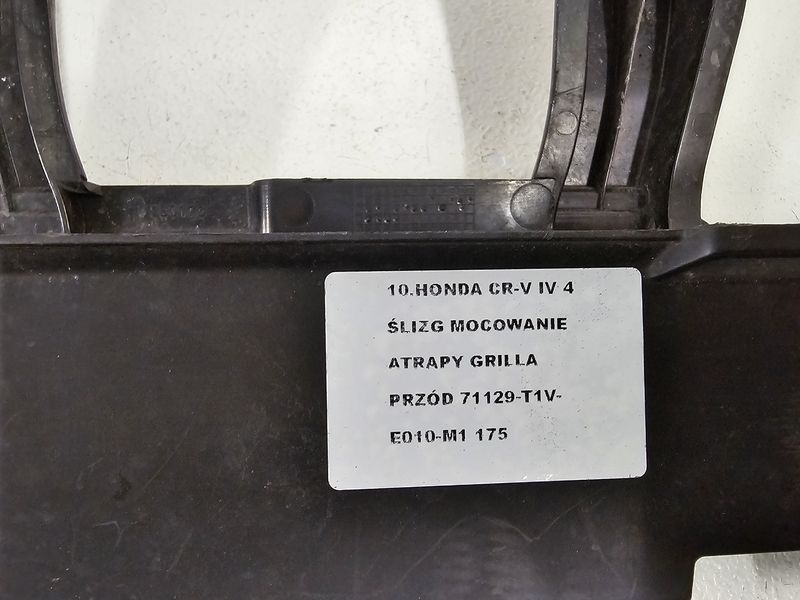 10.HONDA CR-V IV 4
ŚLIZG MOCOWANIE
ATRAPY GRILLA
PRZÓD 71129-T1V-
E010-M1 175